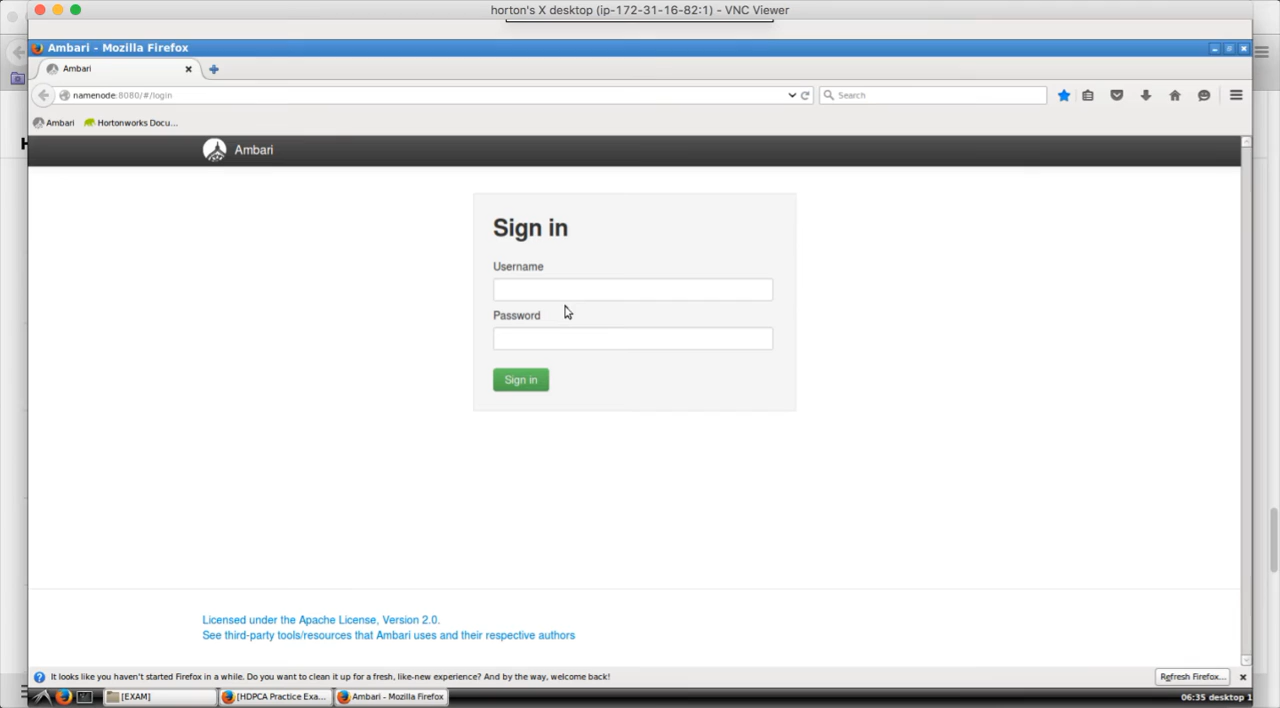 horton's X desktop (ip-172-31-16-82:1) - VNC Viewer
Ambari - Mozilla Firefox
Ambari
namenode:8080/#/login
Search
Ambari
Hortonworks Docu...
Ambari
Sign in
Username
Password
Sign in
Licensed under the Apache License, Version 2.0.
See third-party tools/resources that Ambari uses and their respective authors
It looks like you haven't started Firefox in a while. Do you want to clean it up for a fresh, like-new experience? And by the way, welcome back!
Refresh Firefox...
[EXAM]
[HDPCA Practice Exa...
Ambari - Mozilla Firefox
06:35 desktop 1